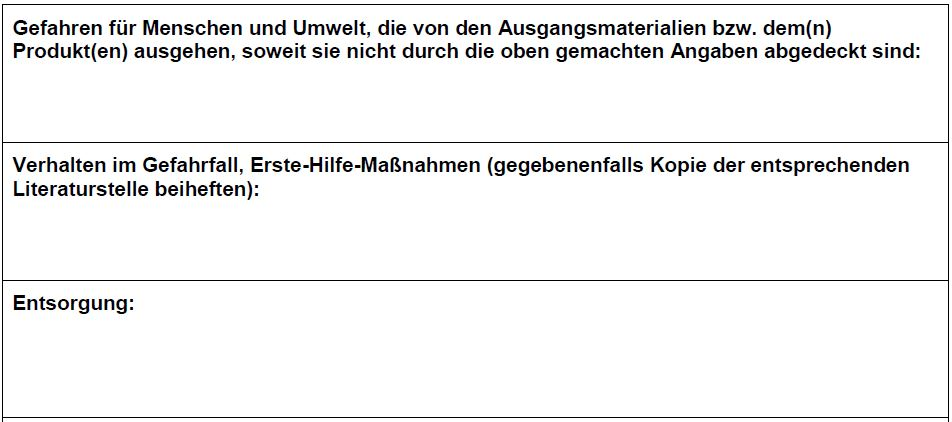 Gefahren für Menschen und Umwelt, die von den Ausgangsmaterialien bzw. dem(n)
Produkt(en) ausgehen, soweit sie nicht durch die oben gemachten Angaben abgedeckt sind:
Verhalten im Gefahrfall, Erste-Hilfe-Maßnahmen (gegebenenfalls Kopie der entsprechenden
Literaturstelle beiheften):
Entsorgung: